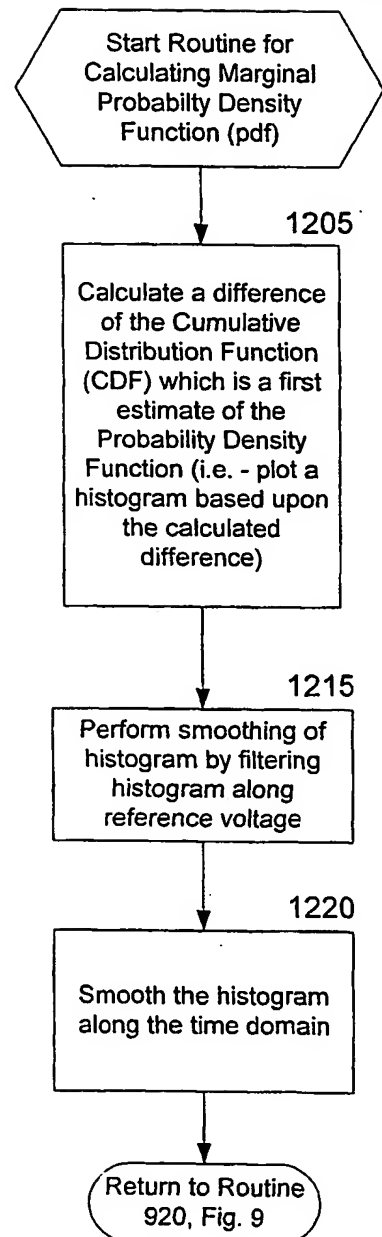 Start Routine for
Calculating Marginal
Probabilty Density
Function (pdf)
1205
Calculate a difference
of the Cumulative
Distribution Function
(CDF) which is a first
estimate of the
Probability Density
Function (i.e. - plot a
histogram based upon
the calculated
difference)
1215
Perform smoothing of
histogram by filtering
histogram along
reference voltage
1220
Smooth the histogram
along the time domain
Return to Routine
920, Fig. 9